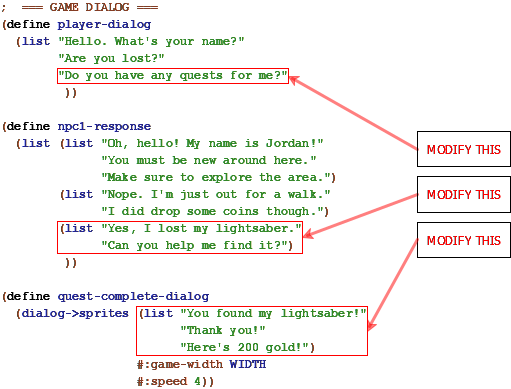 ; === GAME DIALOG ===
(define player-dialog
(list "Hello. What's your name?"
"Are you lost?"
"Do you have any quests for me?"
))
(define npc1-response
(list (list "Oh, hello! My name is Jordan!"
"You must be new around here."
"Make sure to explore the area.")
(list "Nope. I'm just out for a walk."
"I did drop some coins though.")
(list "Yes, I lost my lightsaber."
"Can you help me find it?")
))
(define quest-complete-dialog
(dialog->sprites (list "You found my lightsaber!"
"Thank you!"
"Here's 200 gold!")
#:game-width WIDTH
#:speed 4))
MODIFY THIS
MODIFY THIS
MODIFY THIS